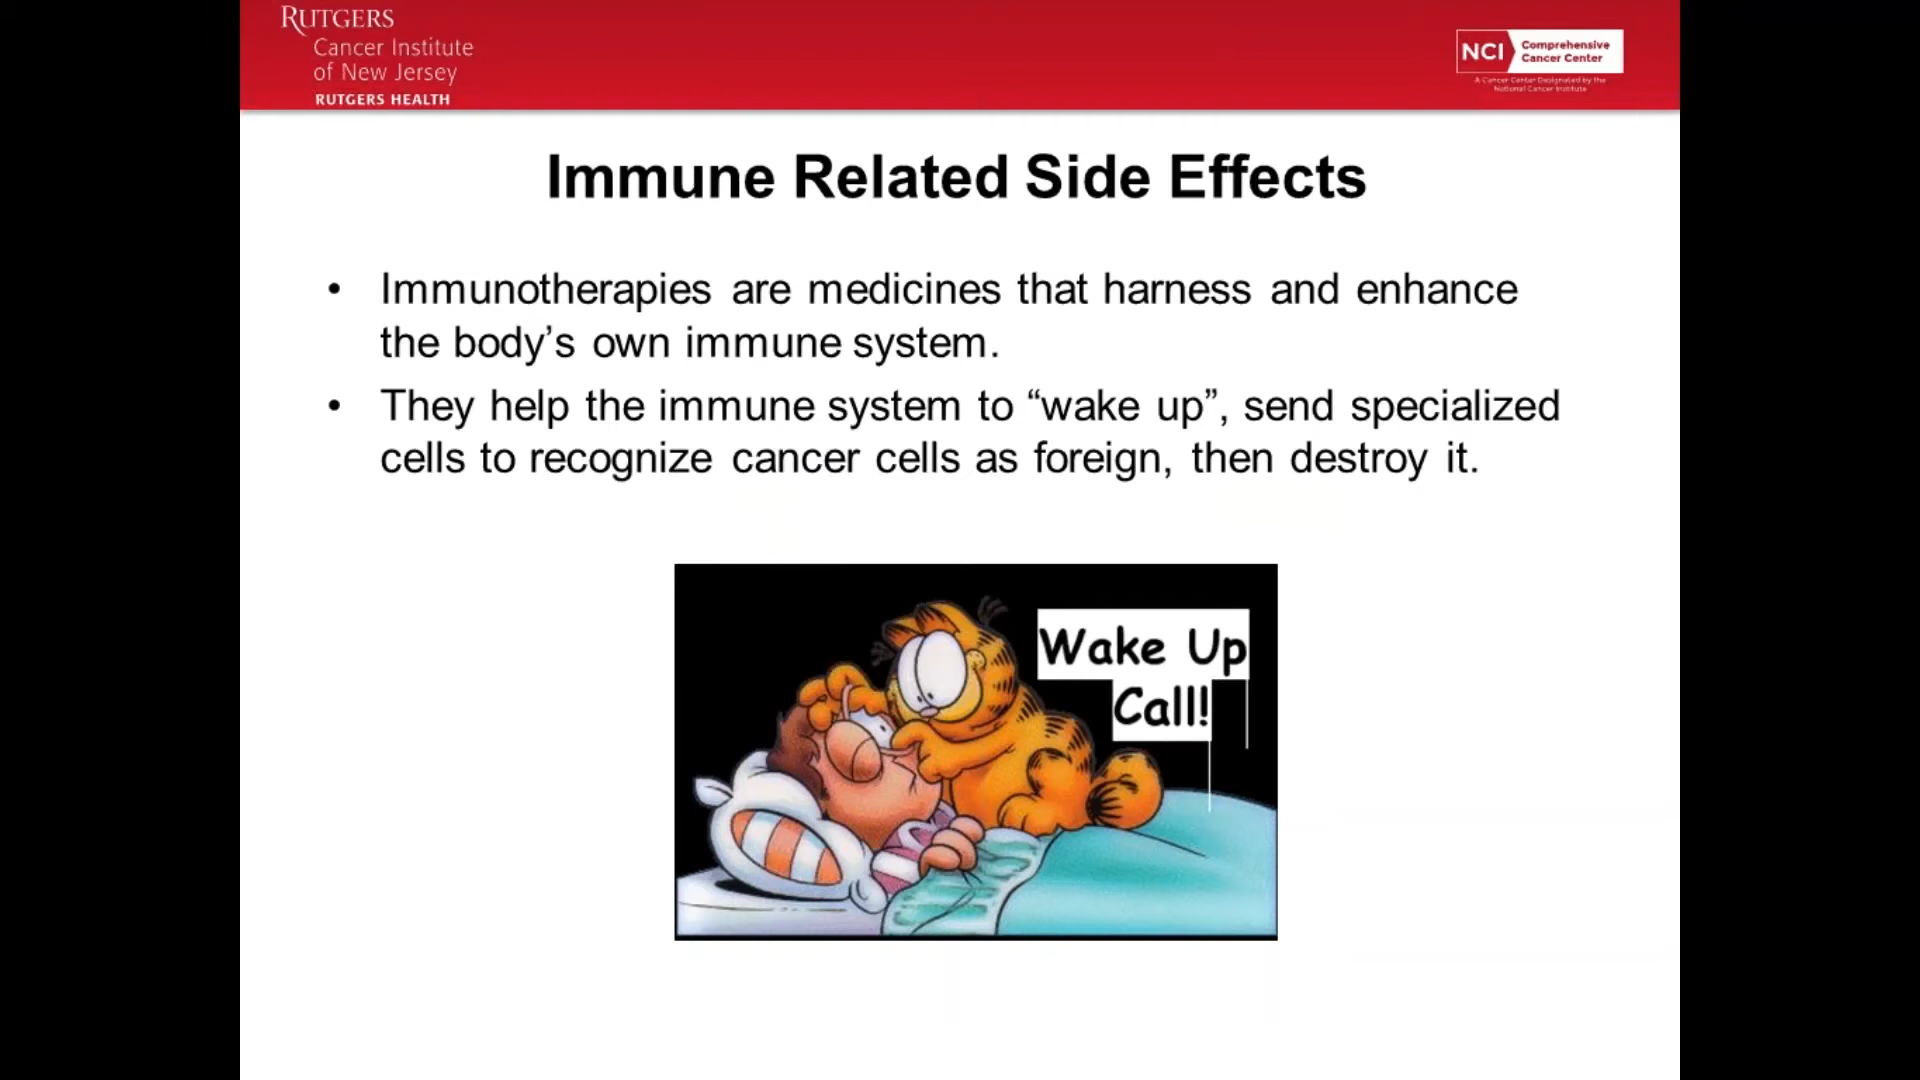 RUTGERS
Cancer Institute
of New Jersey
RUTGERS HEALTH
NCI
Comprehensive
Cancer Center
A Cancer Center Designated by the
National Cancer Institute
Immune Related Side Effects
• Immunotherapies are medicines that harness and enhance
the body’s own immune system.
• They help the immune system to “wake up”, send specialized
cells to recognize cancer cells as foreign, then destroy it.
Wake Up
Call!